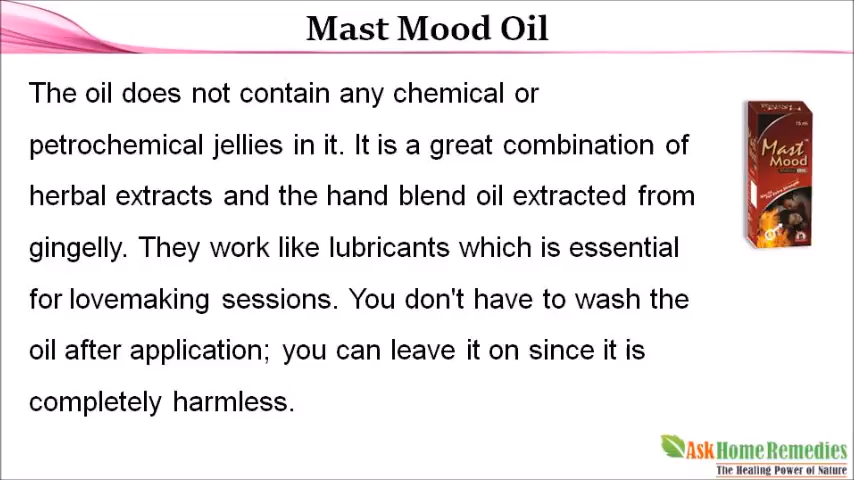 Mast Mood Oil
The oil does not contain any chemical or
petrochemical jellies in it. It is a great combination of
herbal extracts and the hand blend oil extracted from
gingelly. They work like lubricants which is essential
for lovemaking sessions. You don't have to wash the
oil after application; you can leave it on since it is
completely harmless.
15 ml
Mast
Mood
AskHomeRemedies
The Healing Power of Nature